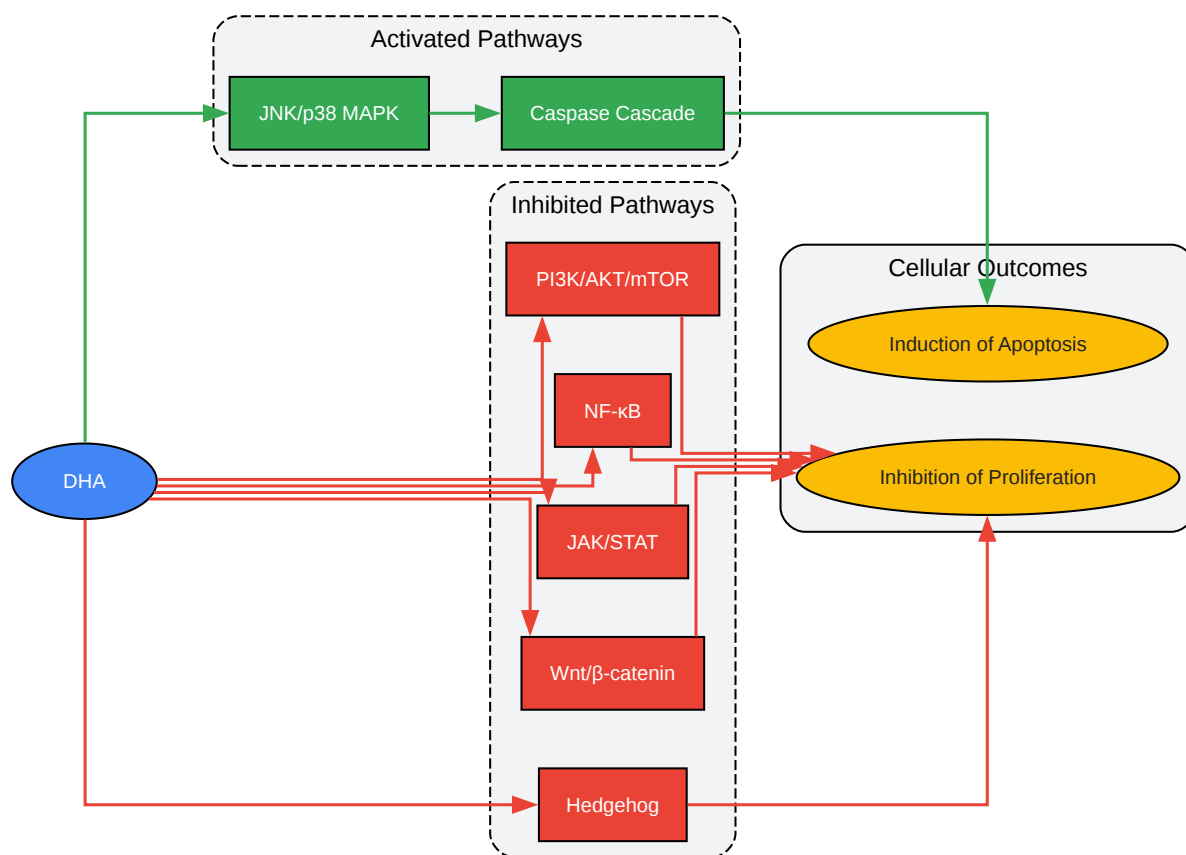 Activated Pathways
JNK/p38 MAPK
Caspase Cascade
Inhibited Pathways
PI3K/AKT/mTOR
Cellular Outcomes
Induction of Apoptosis
NF-κB
DHA
Inhibition of Proliferation
JAK/STAT
Wnt/β-catenin
Hedgehog